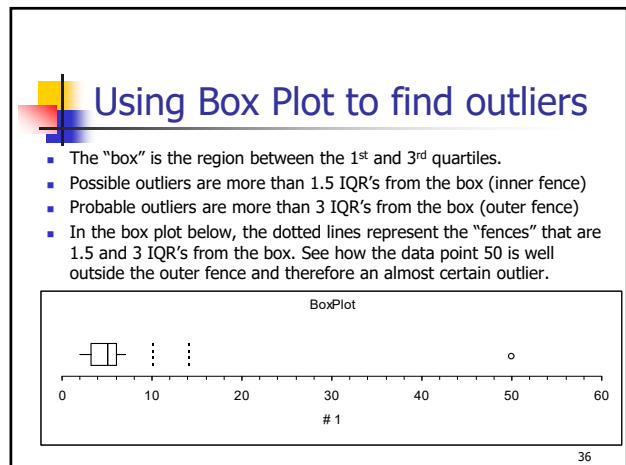 Using Box Plot to find outliers
The “box” is the region between the 1st and 3rd quartiles.
Possible outliers are more than 1.5 IQR’s from the box (inner fence)
Probable outliers are more than 3 IQR’s from the box (outer fence)
In the box plot below, the dotted lines represent the “fences” that are
1.5 and 3 IQR’s from the box. See how the data point 50 is well
outside the outer fence and therefore an almost certain outlier.
BoxPlot
0 10 20 30 40 50 60
# 1
36